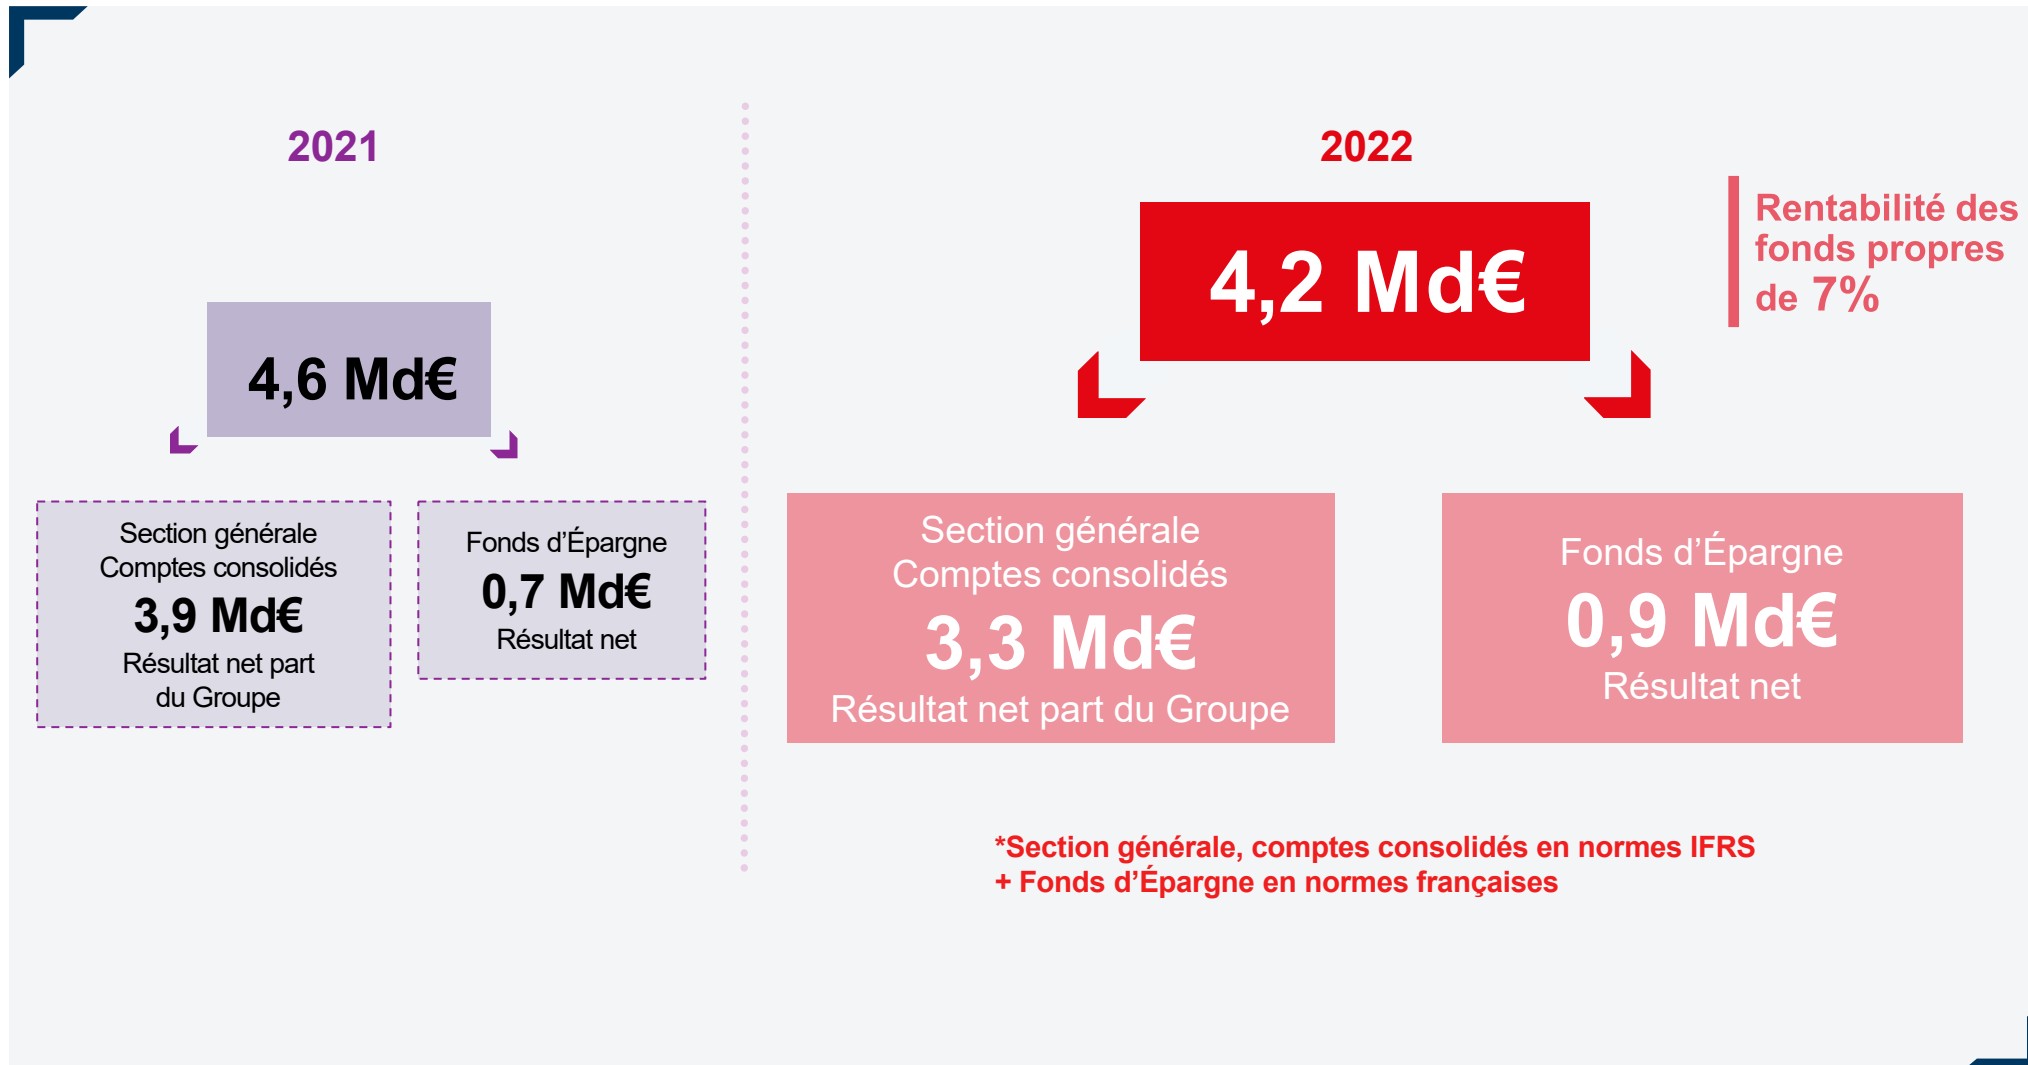 2021
4,6 Md€
Section générale
Comptes consolidés
3,9 Md€
Résultat net part
du Groupe
Fonds d’Épargne
0,7 Md€
Résultat net
2022
4,2 Md€
Rentabilité des
fonds propres
de 7%
Section générale
Comptes consolidés
3,3 Md€
Résultat net part du Groupe
Fonds d’Épargne
0,9 Md€
Résultat net
*Section générale, comptes consolidés en normes IFRS
+ Fonds d’Épargne en normes françaises